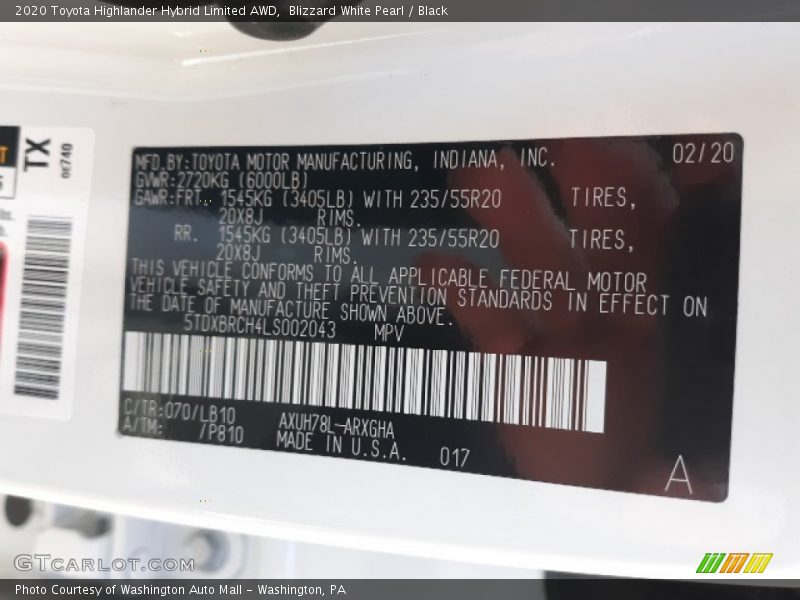 2020 Toyota Highlander Hybrid Limited AWD, Blizzard White Pearl / Black
TX
MFD.BY:TOYOTA MOTOR MANUFACTURING, INDIANA, INC. 02/20
GVWR:2720KG (6000LB)
GAWR:FRT. 1545KG (3405LB) WITH 235/55R20 TIRES,
20X8J RIMS.
RR. 1545KG (3405LB) WITH 235/55R20 TIRES,
20X8J RIMS.
THIS VEHICLE CONFORMS TO ALL APPLICABLE FEDERAL MOTOR
VEHICLE SAFETY AND THEFT PREVENTION STANDARDS IN EFFECT ON
THE DATE OF MANUFACTURE SHOWN ABOVE.
5TDXBRCH4LS002043 MPV
C/TR:070/LB10 AXUH78L-ARXGHA
A/TM: /P810 MADE IN U.S.A. 017
A
GTcarlot.com
Photo Courtesy of Washington Auto Mall - Washington, PA